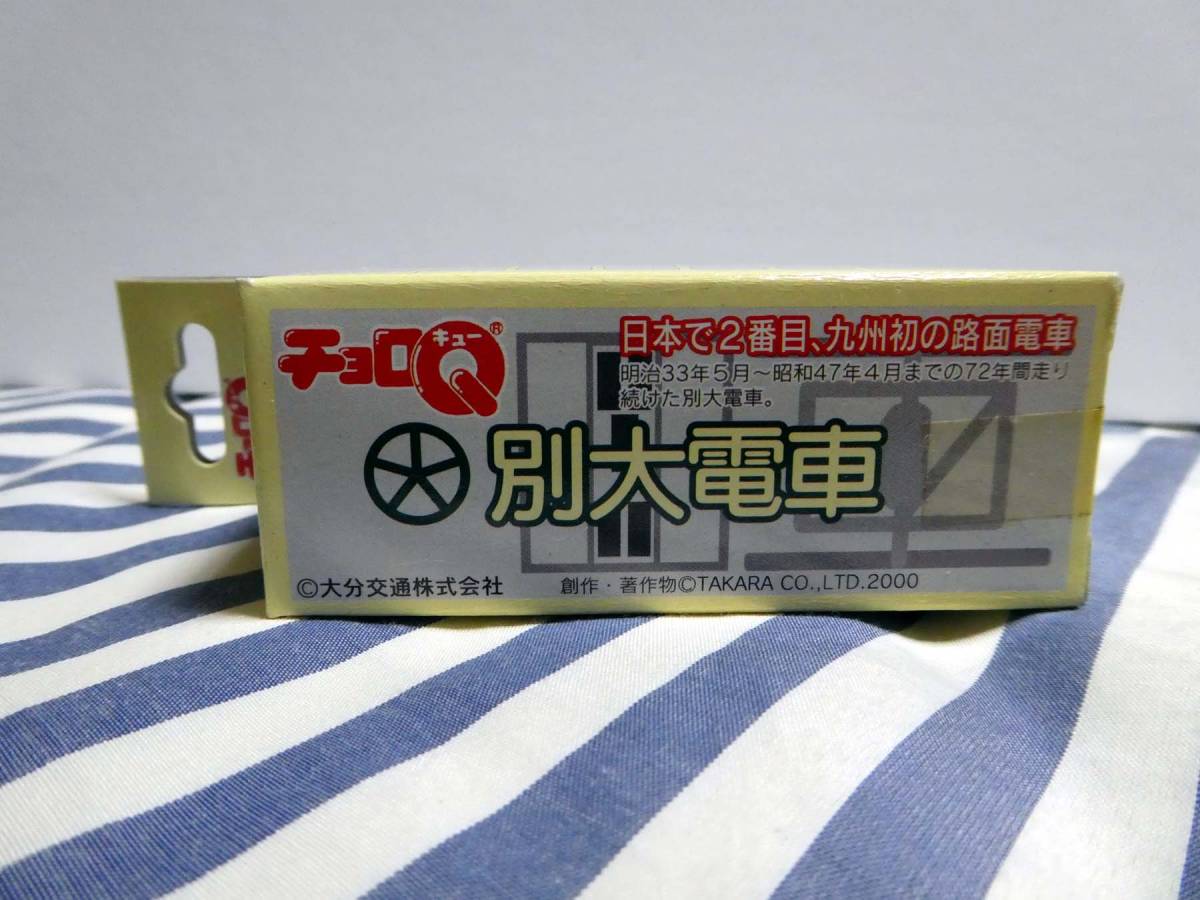 チョロQ®
キュー
日本で2番目、九州初の路面電車
明治33年5月～昭和47年4月までの72年間走り
続けた別大電車。
別大電車
©大分交通株式会社
創作・著作物©TAKARA CO.,LTD.2000